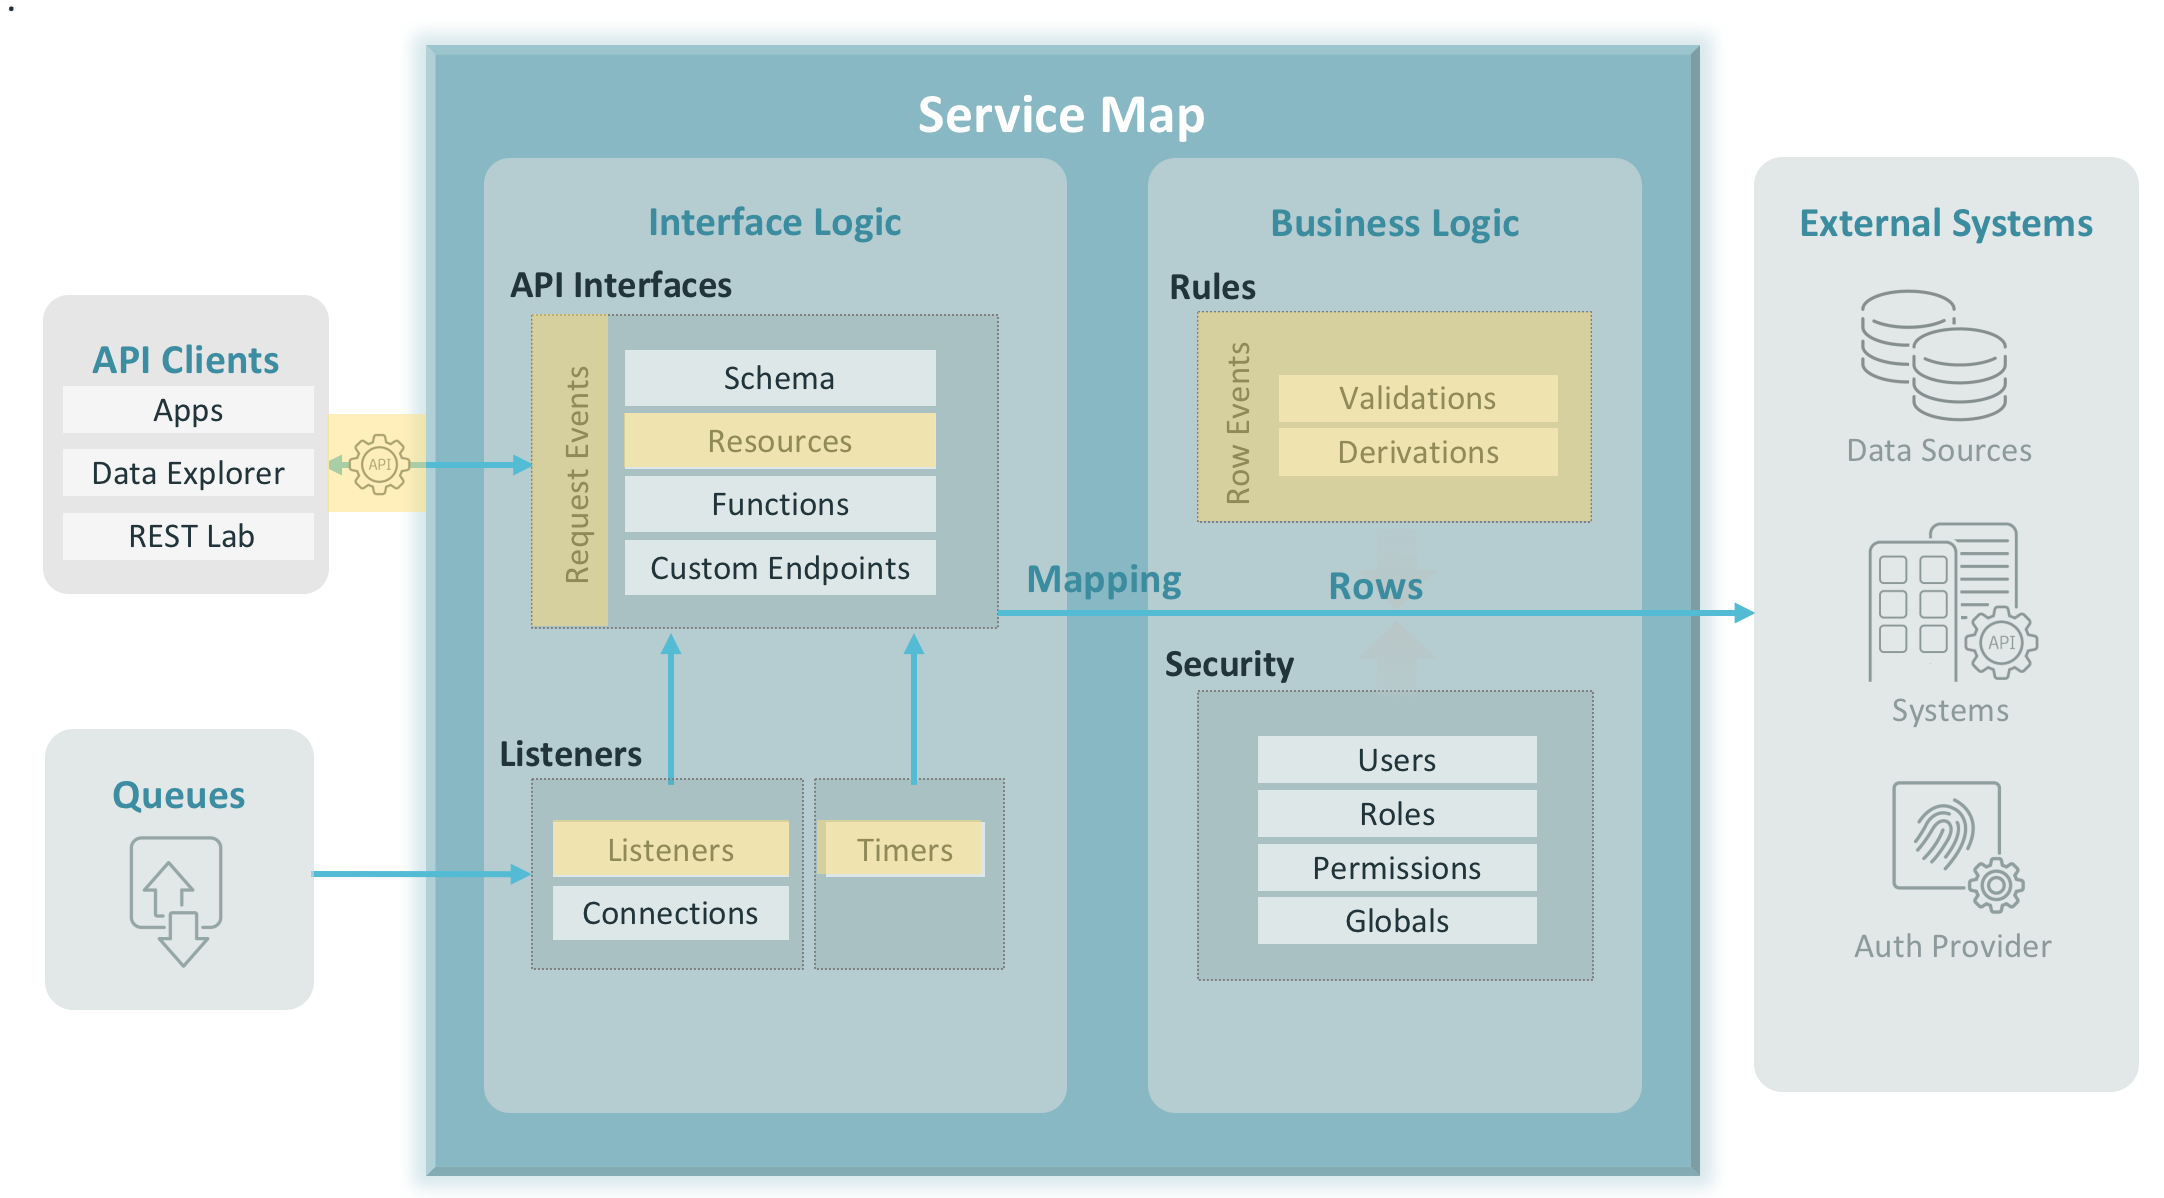 Service Map
API Clients
Apps
Data Explorer
REST Lab
API
Queues
Interface Logic
API Interfaces
Request Events
Schema
Resources
Functions
Custom Endpoints
Listeners
Listeners
Connections
Timers
Mapping
Business Logic
Rules
Row Events
Validations
Derivations
Rows
Security
Users
Roles
Permissions
Globals
External Systems
Data Sources
API
Systems
Auth Provider